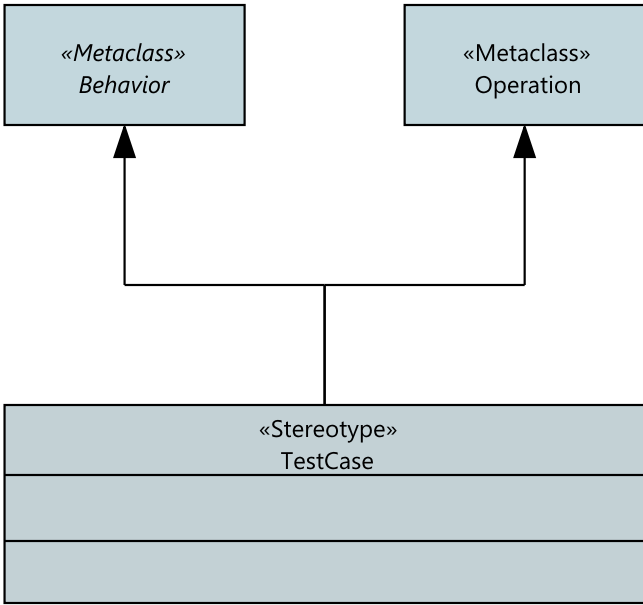 «Metaclass»
Behavior
«Metaclass»
Operation
«Stereotype»
TestCase